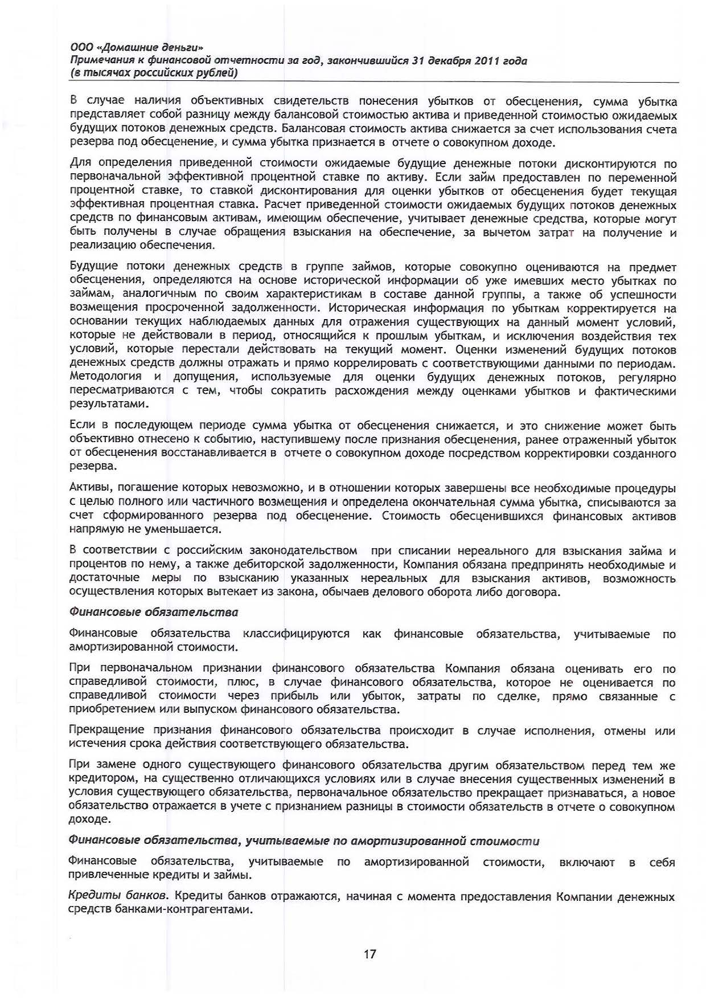 ООО «Домашние деньги»
Примечания к финансовой отчетности за год, закончившийся 31 декабря 2011 года
(в тысячах российских рублей)
В случае наличия объективных свидетельств понесения убытков от обесценения, сумма убытка
представляет собой разницу между балансовой стоимостью актива и приведенной стоимостью ожидаемых
будущих потоков денежных средств. Балансовая стоимость актива снижается за счет использования счета
резерва под обесценение, и сумма убытка признается в отчете о совокупном доходе.
Для определения приведенной стоимости ожидаемые будущие денежные потоки дисконтируются по
первоначальной эффективной процентной ставке по активу. Если займ предоставлен по переменной
процентной ставке, то ставкой дисконтирования для оценки убытков от обесценения будет текущая
эффективная процентная ставка. Расчет приведенной стоимости ожидаемых будущих потоков денежных
средств по финансовым активам, имеющим обеспечение, учитывает денежные средства, которые могут
быть получены в случае обращения взыскания на обеспечение, за вычетом затрат на получение и
реализацию обеспечения.
Будущие потоки денежных средств в группе займов, которые совокупно оцениваются на предмет
обесценения, определяются на основе исторической информации об уже имевших место убытках по
займам, аналогичным по своим характеристикам в составе данной группы, а также об успешности
возмещения просроченной задолженности. Историческая информация по убыткам корректируется на
основании текущих наблюдаемых данных для отражения существующих на данный момент условий,
которые не действовали в период, относящийся к прошлым убыткам, и исключения воздействия тех
условий, которые перестали действовать на текущий момент. Оценки изменений будущих потоков
денежных средств должны отражать и прямо коррелировать с соответствующими данными по периодам.
Методология и допущения, используемые для оценки будущих денежных потоков, регулярно
пересматриваются с тем, чтобы сократить расхождения между оценками убытков и фактическими
результатами.
Если в последующем периоде сумма убытка от обесценения снижается, и это снижение может быть
объективно отнесено к событию, наступившему после признания обесценения, ранее отраженный убыток
от обесценения восстанавливается в отчете о совокупном доходе посредством корректировки созданного
резерва.
Активы, погашение которых невозможно, и в отношении которых завершены все необходимые процедуры
с целью полного или частичного возмещения и определена окончательная сумма убытка, списываются за
счет сформированного резерва под обесценение. Стоимость обесценившихся финансовых активов
напрямую не уменьшается.
В соответствии с российским законодательством при списании нереального для взыскания займа и
процентов по нему, а также дебиторской задолженности, Компания обязана предпринять необходимые и
достаточные меры по взысканию указанных нереальных для взыскания активов, возможность
осуществления которых вытекает из закона, обычаев делового оборота либо договора.
Финансовые обязательства
Финансовые обязательства классифицируются как финансовые обязательства, учитываемые по
амортизированной стоимости.
При первоначальном признании финансового обязательства Компания обязана оценивать его по
справедливой стоимости, плюс, в случае финансового обязательства, которое не оценивается по
справедливой стоимости через прибыль или убыток, затраты по сделке, прямо связанные с
приобретением или выпуском финансового обязательства.
Прекращение признания финансового обязательства происходит в случае исполнения, отмены или
истечения срока действия соответствующего обязательства.
При замене одного существующего финансового обязательства другим обязательством перед тем же
кредитором, на существенно отличающихся условиях или в случае внесения существенных изменений в
условия существующего обязательства, первоначальное обязательство прекращает признаваться, а новое
обязательство отражается в учете с признанием разницы в стоимости обязательств в отчете о совокупном
доходе.
Финансовые обязательства, учитываемые по амортизированной стоимости
Финансовые обязательства, учитываемые по амортизированной стоимости, включают в себя
привлеченные кредиты и займы.
Кредиты банков. Кредиты банков отражаются, начиная с момента предоставления Компании денежных
средств банками-контрагентами.
17